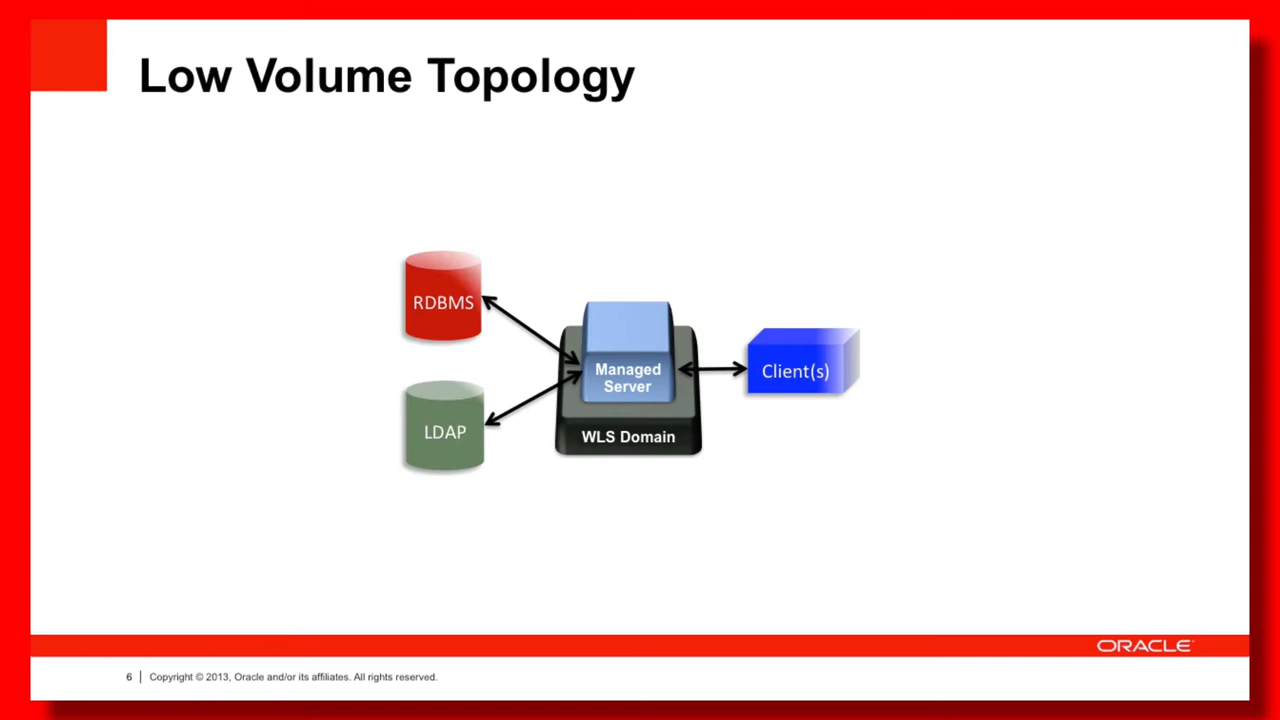 Low Volume Topology
RDBMS
LDAP
Managed
Server
WLS Domain
Client(s)
ORACLE
6 | Copyright © 2013, Oracle and/or its affiliates. All rights reserved.